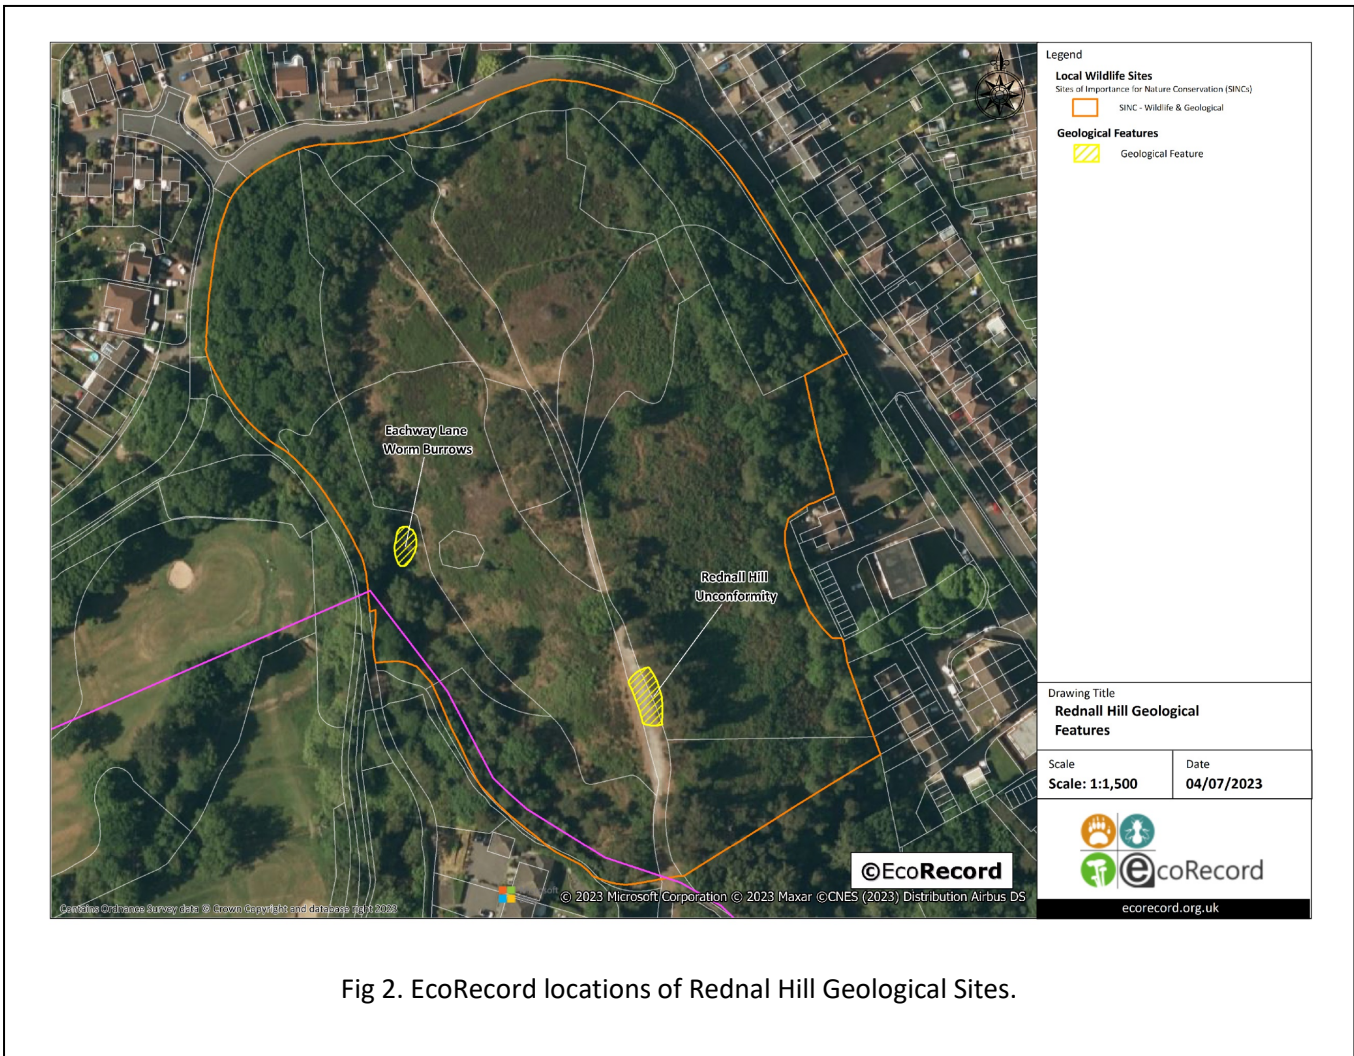 Legend
Local Wildlife Sites
Sites of Importance for Nature Conservation (SINCs)
SINC - Wildlife & Geological
Geological Features
Geological Feature
Eachway Lane
Worm Burrows
Rednall Hill
Unconformity
Drawing Title
Rednall Hill Geological
Features
Scale
Scale: 1:1,500
Date
04/07/2023
©EcoRecord
Microsoft
© 2023 Microsoft Corporation © 2023 Maxar ©CNES (2023) Distribution Airbus DS
Contains Ordnance Survey data © Crown Copyright and database right 2023
ecoRecord
ecorecord.org.uk
Fig 2. EcoRecord locations of Rednal Hill Geological Sites.